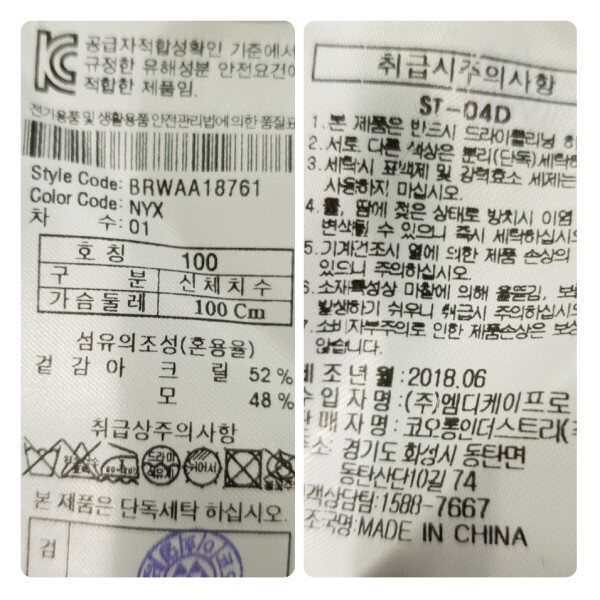 KC 공급자적합성확인 기준에서
규정한 유해성분 안전요건에
적합한 제품임.
전기용품 및 생활용품 안전관리법에 의한 품질표
Style Code: BRWAA18761
Color Code: NYX
차 수: 01
호 칭 100
구 분 신체치수
가슴둘레 100 Cm
섬유의조성(혼용율)
겉감 아크릴 52 %
모 48 %
취급상주의사항
드라이
본 제품은 단독세탁 하십시오.
검
취급시주의사항
ST-04D
1. 본 제품은 반드시 드라이클리닝 하
2. 서로 다른 색상은 분리(단독)세탁하
3. 세탁시 표백제 및 강력효소 세제는
사용하지 마십시오.
4. 물, 땀에 젖은 상태로 방치시 이염
변색될 수 있으니 즉시 세탁하십시오
5. 기계건조시 열에 의한 제품 손상의
있으니 주의하십시오.
6. 소재특성상 마찰에 의해 올뜯김, 보
발생하기 쉬우니 취급시 주의하십시
7. 소비자부주의로 인한 제품손상은 보상
않습니다.
제 조 년 월 : 2018.06
수 입 자 명 : (주)엠디케이프로
판 매 자 명 : 코오롱인더스트리(
주소: 경기도 화성시 동탄면
동탄산단10길 74
고객상담팀: 1588-7667
제조국명: MADE IN CHINA